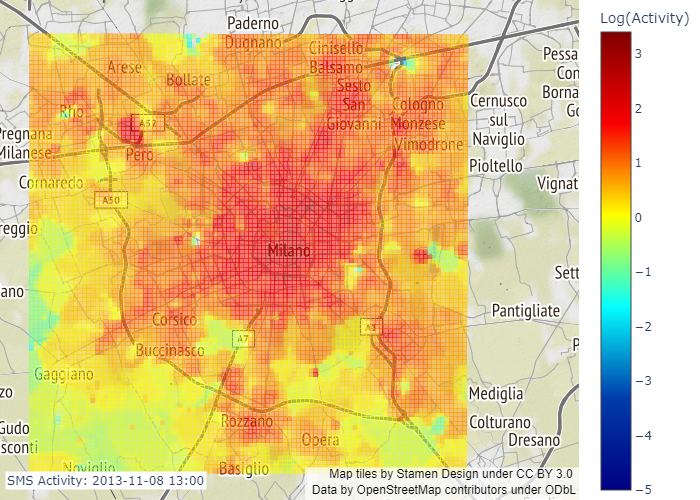 Log(Activity)
Paderno
Dugnano
Cinisello
Balsamo
Arese
Bollate
Sesto
San
Giovanni
Cologno
Monzese
Rho
A52
Pero
Vimodrone
Cernusco
sul
Naviglio
Pioltello
Pessa
Con
Borna
Go
Pregnana
Milanese
Cornaredo
A50
Vignat
reggio
Milano
ano
Sett
Pantigliate
Corsico
A7
Buccinasco
P
Gaggiano
zo
Mediglia
Rozzano
Colturano
Dresano
Gudo
sconti
Opera
Noviglio
Basiglio
3
2
1
0
−1
−2
−3
−4
−5
SMS Activity: 2013-11-08 13:00
Map tiles by Stamen Design under CC BY 3.0
Data by OpenStreetMap contributors under ODbL